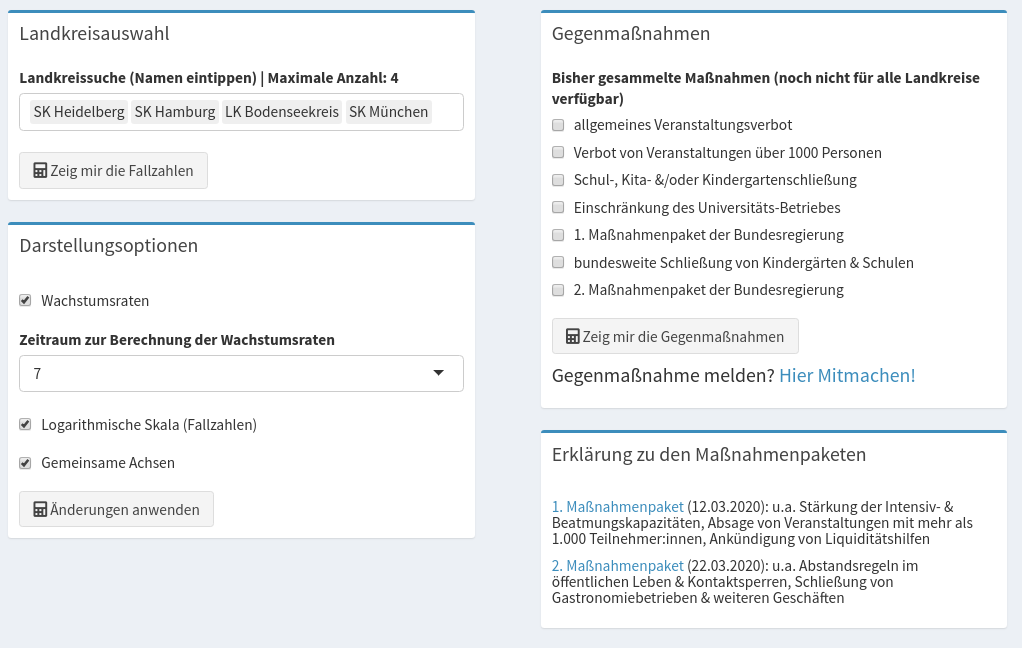 Landkreisauswahl
Landkreissuche (Namen eintippen) | Maximale Anzahl: 4
SK Heidelberg SK Hamburg LK Bodenseekreis SK München
Zeig mir die Fallzahlen
Darstellungsoptionen
Wachstumsraten
Zeitraum zur Berechnung der Wachstumsraten
7
Logarithmische Skala (Fallzahlen)
Gemeinsame Achsen
Änderungen anwenden
Gegenmaßnahmen
Bisher gesammelte Maßnahmen (noch nicht für alle Landkreise
verfügbar)
allgemeines Veranstaltungsverbot
Verbot von Veranstaltungen über 1000 Personen
Schul-, Kita- &/oder Kindergartenschließung
Einschränkung des Universitäts-Betriebes
1. Maßnahmenpaket der Bundesregierung
bundesweite Schließung von Kindergärten & Schulen
2. Maßnahmenpaket der Bundesregierung
Zeig mir die Gegenmaßnahmen
Gegenmaßnahme melden? Hier Mitmachen!
Erklärung zu den Maßnahmenpaketen
1. Maßnahmenpaket (12.03.2020): u.a. Stärkung der Intensiv- &
Beatmungskapazitäten, Absage von Veranstaltungen mit mehr als
1.000 Teilnehmer:innen, Ankündigung von Liquiditätshilfen
2. Maßnahmenpaket (22.03.2020): u.a. Abstandsregeln im
öffentlichen Leben & Kontaktsperren, Schließung von
Gastronomiebetrieben & weiteren Geschäften